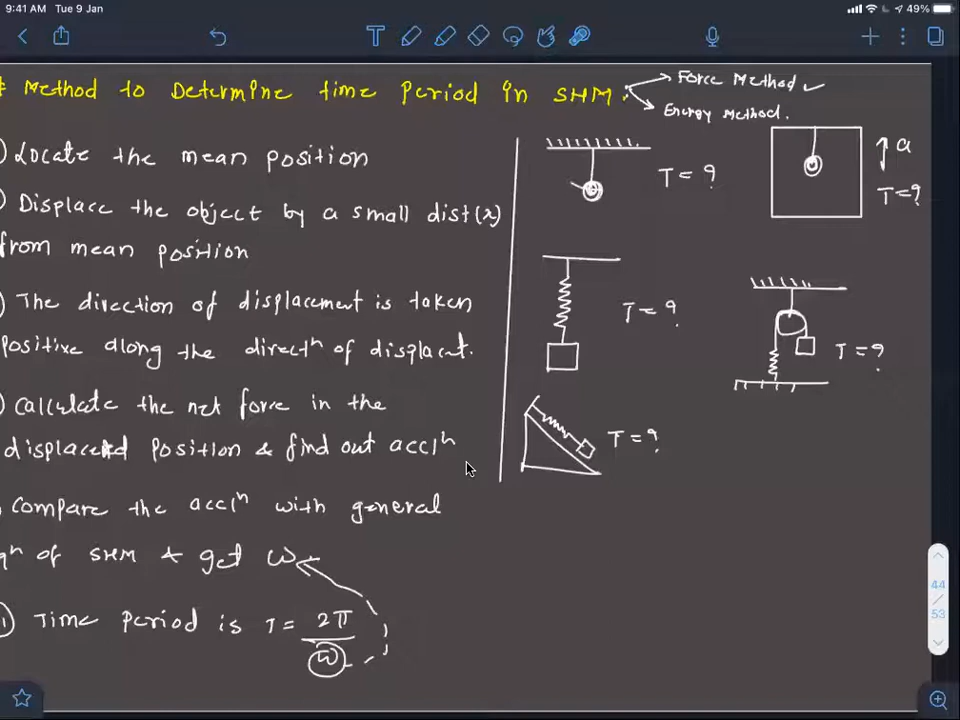 9:41 AM Tue 9 Jan
49%
Method to Determine time Period in SHM.
Force Method
Energy Method.
Locate the mean position
Displace the object by a small dist(x)
from mean position
The direction of displacement is taken
positive along the directⁿ of displacemt.
Calculate the net force in the
displaced Position & find out acclⁿ
Compare the acclⁿ with general
qⁿ of SHM & get ω
Time Period is T = 2π
ω
T = ?
a
T = ?
T = ?
T = ?
T = ?
44
/
53